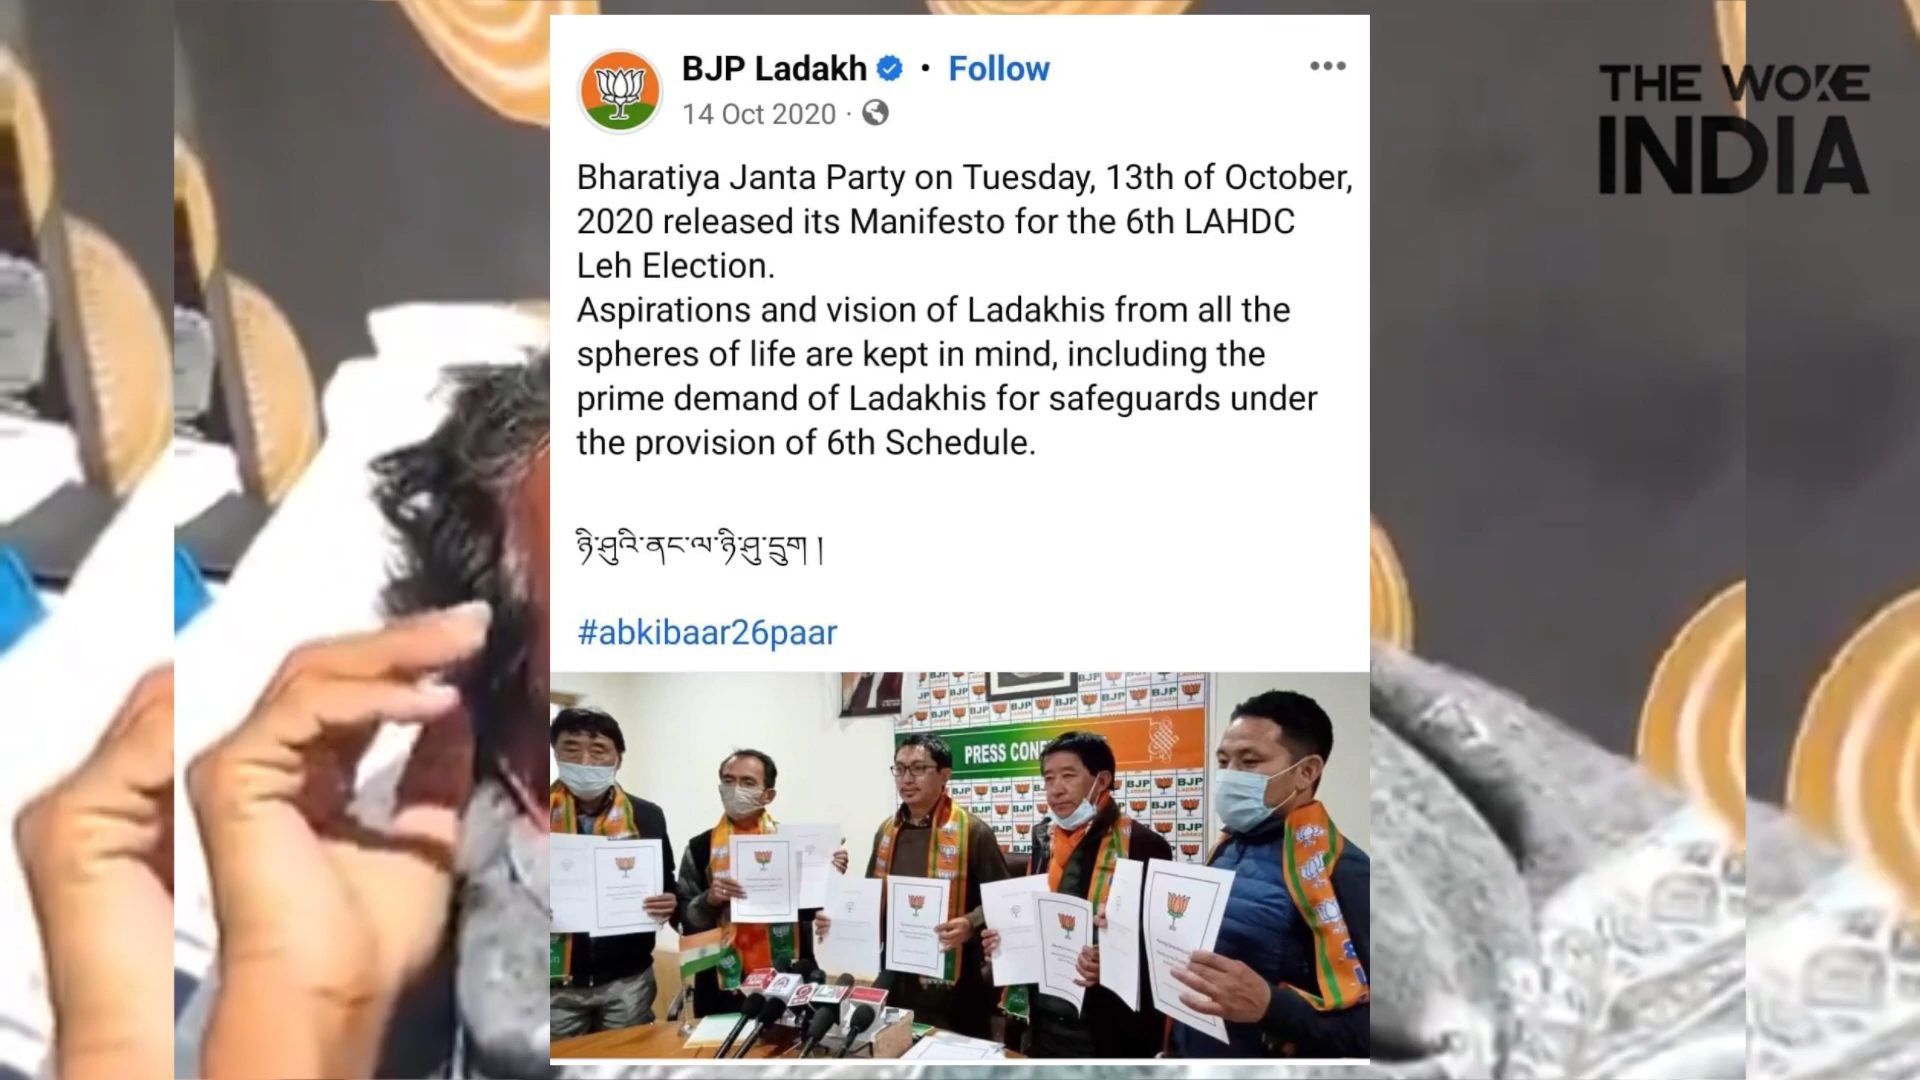 BJP Ladakh • Follow
14 Oct 2020 ·
THE WOKE
INDIA
Bharatiya Janta Party on Tuesday, 13th of October,
2020 released its Manifesto for the 6th LAHDC
Leh Election.
Aspirations and vision of Ladakhis from all the
spheres of life are kept in mind, including the
prime demand of Ladakhis for safeguards under
the provision of 6th Schedule.
ཉི་ཤུའི་ནང་ལ་ཉི་ཤུ་དྲུག །
#abkibaar26paar
BJP
PRESS CONF